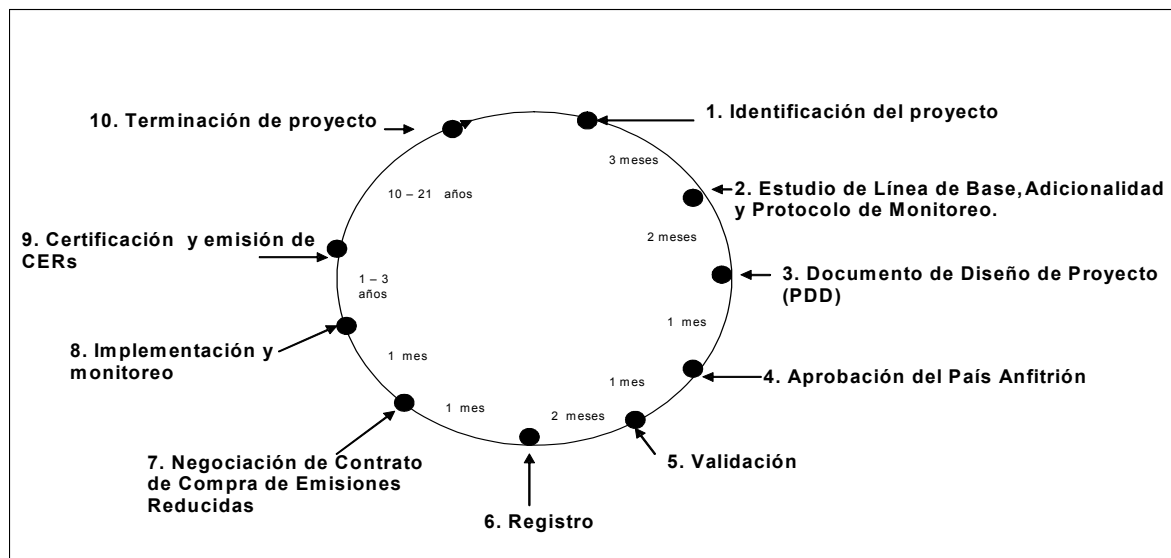 1. Identificación del proyecto
3 meses
2. Estudio de Línea de Base, Adicionalidad
y Protocolo de Monitoreo.
2 meses
3. Documento de Diseño de Proyecto
(PDD)
1 mes
4. Aprobación del País Anfitrión
1 mes
5. Validación
2 meses
6. Registro
1 mes
7. Negociación de Contrato
de Compra de Emisiones
Reducidas
1 mes
8. Implementación y
monitoreo
1 – 3
años
9. Certificación y emisión de
CERs
10 – 21 años
10. Terminación de proyecto